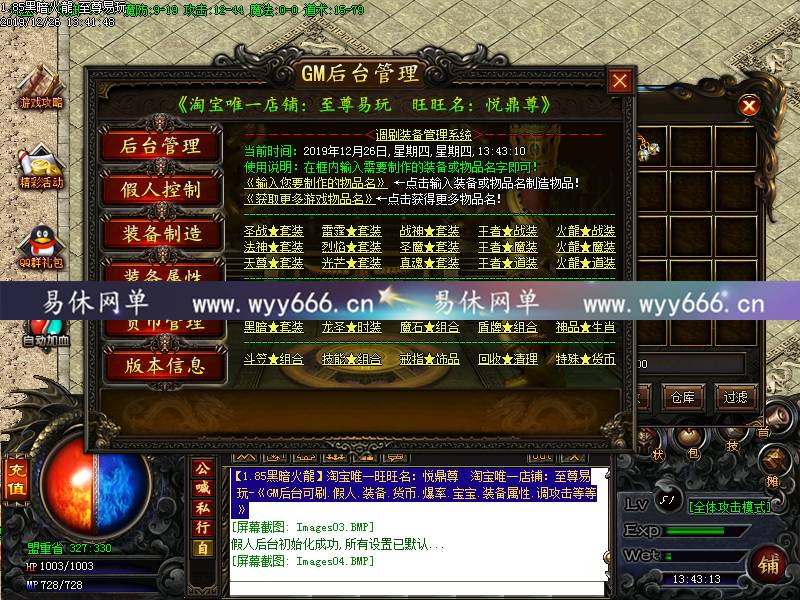 1.85黑暗火龍-至尊易玩
魔防:9-19 攻击:12-44 魔法:0-0 道术:15-79
2019/12/26 13:41:48
GM后台管理
《淘宝唯一店铺：至尊易玩 旺旺名：悦鼎尊》
游戏攻略
精彩活动
QQ群礼包
自动加血
后台管理
假人控制
装备制造
装备属性
货币管理
版本信息
调刷装备管理系统
当前时间：2019年12月26日,星期四,星期四,13:43:10
使用说明：在框内输入需要制作的装备或物品名字即可!
《输入您要制作的物品名》 ←点击输入装备或物品名制造物品!
《获取更多游戏物品名》←点击获得更多物品名!
圣战★套装 雷霆★套装 战神★套装 王者★战装 火龍★战装
法神★套装 烈焰★套装 圣魔★套装 王者★魔装 火龍★魔装
天尊★套装 光芒★套装 真魂★套装 王者★道装 火龍★道装
易休网单 www.wyy666.cn 易休网单 www.wyy666.cn
黑暗★套装 龙圣★时装 魔石★组合 盾牌★组合 神品★生肖
斗笠★组合 技能★组合 戒指★饰品 回收★清理 特殊★货币
仓库
过滤
状
包
技
首
摊
充值
公
喊
私
行
自
【1.85黑暗火龍】淘宝唯一旺旺名：悦鼎尊 淘宝唯一店铺：至尊易
玩-《GM后台可刷.假人.装备.货币.爆率.宝宝.装备属性.调攻击等等
》
[屏幕截图: Images03.BMP]
假人后台初始化成功,所有设置已默认...
[屏幕截图: Images04.BMP]
盟重省 327:330
HP 1003/1003
MP 728/728
Lv 51
[全体攻击模式]
Exp
Wet
13:43:13
铺